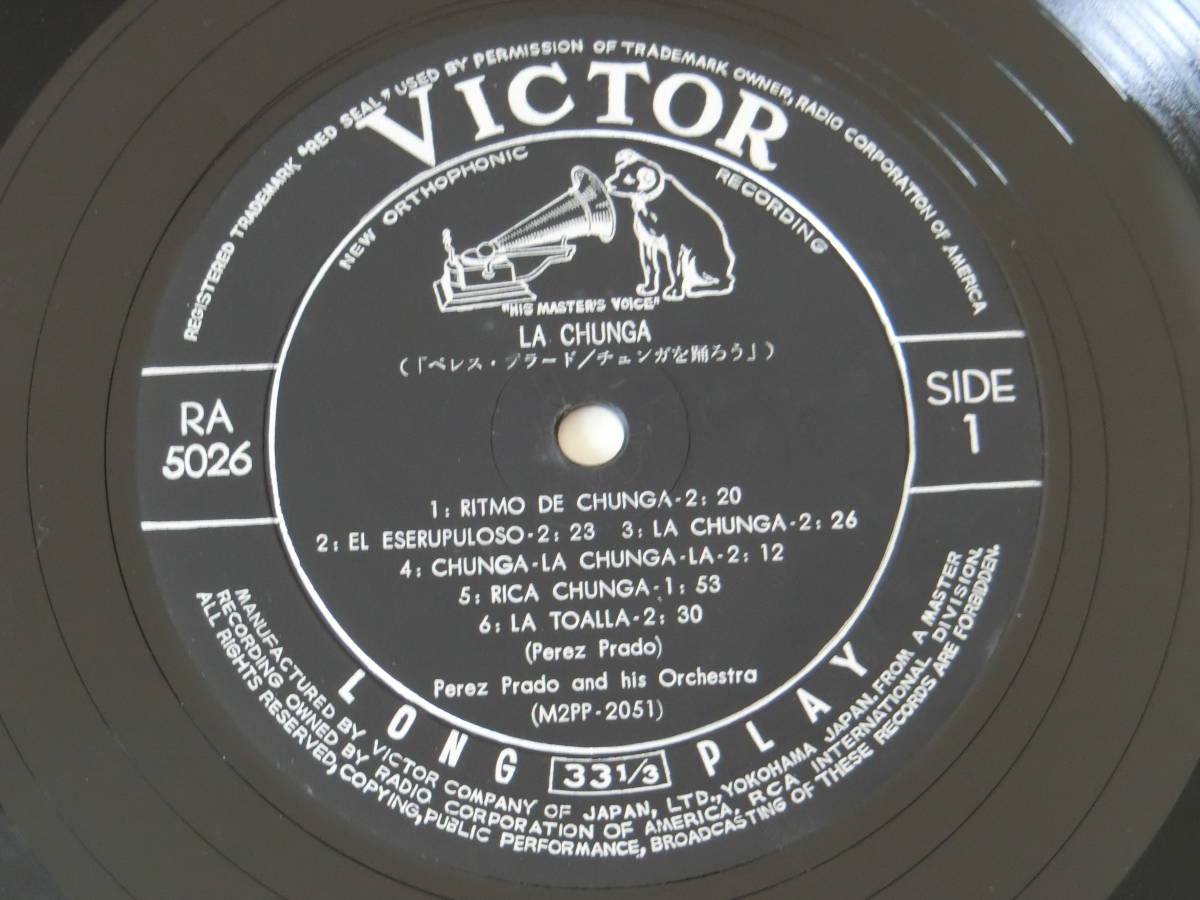 REGISTERED TRADEMARK "RED SEAL" USED BY PERMISSION OF TRADEMARK OWNER, RADIO CORPORATION OF AMERICA
VICTOR
NEW ORTHOPHONIC RECORDING
"HIS MASTER'S VOICE"
LA CHUNGA
(「ペレス・プラード/チュンガを踊ろう」)
RA
5026
SIDE
1
1: RITMO DE CHUNGA-2: 20
2: EL ESERUPULOSO-2: 23 3: LA CHUNGA-2: 26
4: CHUNGA-LA CHUNGA-LA-2: 12
5: RICA CHUNGA-1: 53
6: LA TOALLA-2: 30
(Perez Prado)
Perez Prado and his Orchestra
(M2PP-2051)
LONG 33 1/3 PLAY
MANUFACTURED BY VICTOR COMPANY OF JAPAN, LTD., YOKOHAMA JAPAN. FROM A MASTER
RECORDING OWNED BY RADIO CORPORATION OF AMERICA, RCA INTERNATIONAL DIVISION.
ALL RIGHTS RESERVED, COPYING, PUBLIC PERFORMANCE, BROADCASTING OF THESE RECORDS ARE FORBIDDEN.